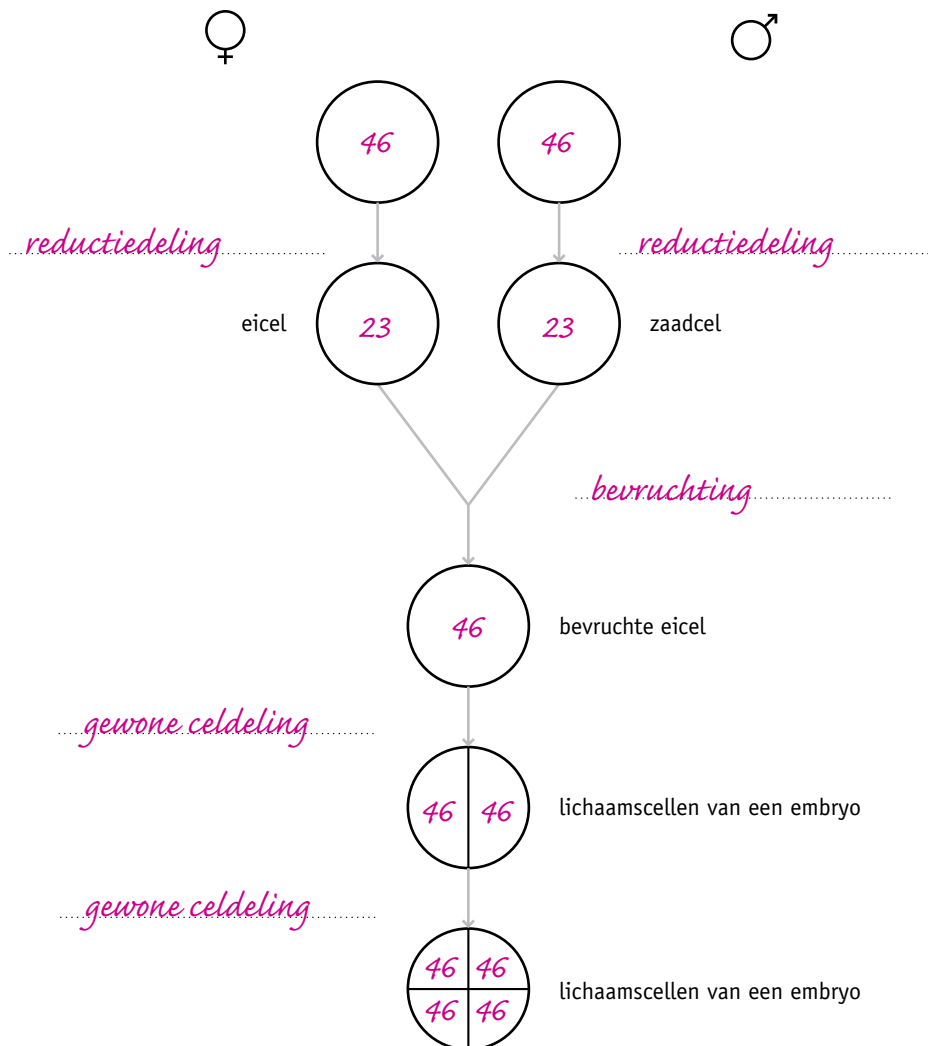 ♀ ♂
46 46
reductiedeling reductiedeling
eicel 23 23 zaadcel
bevruchting
46 bevruchte eicel
gewone celdeling
46 46 lichaamscellen van een embryo
gewone celdeling
46 46
lichaamscellen van een embryo
46 46